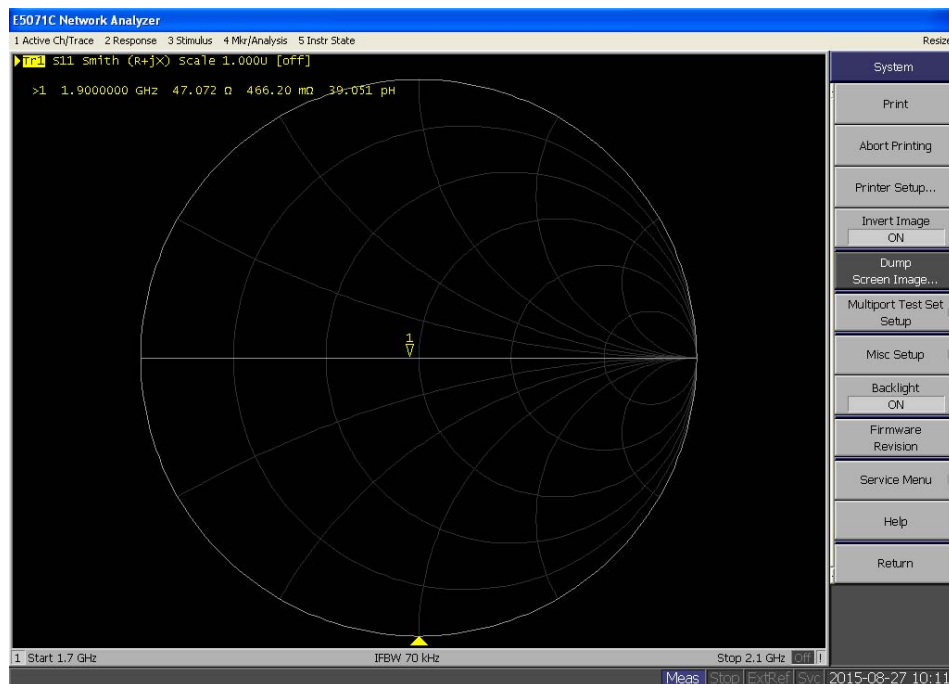 E5071C Network Analyzer
1 Active Ch/Trace 2 Response 3 Stimulus 4 Mkr/Analysis 5 Instr State
Resize
Tr1 S11 Smith (R+jX) Scale 1.000U [off]
>1 1.9000000 GHz 47.072 Ω 466.20 mΩ 39.051 pH
1
System
Print
Abort Printing
Printer Setup...
Invert Image
ON
Dump
Screen Image...
Multiport Test Set
Setup
Misc Setup
Backlight
ON
Firmware
Revision
Service Menu
Help
Return
1 Start 1.7 GHz IFBW 70 kHz Stop 2.1 GHz Off !
Meas Stop ExtRef Svc 2015-08-27 10:11